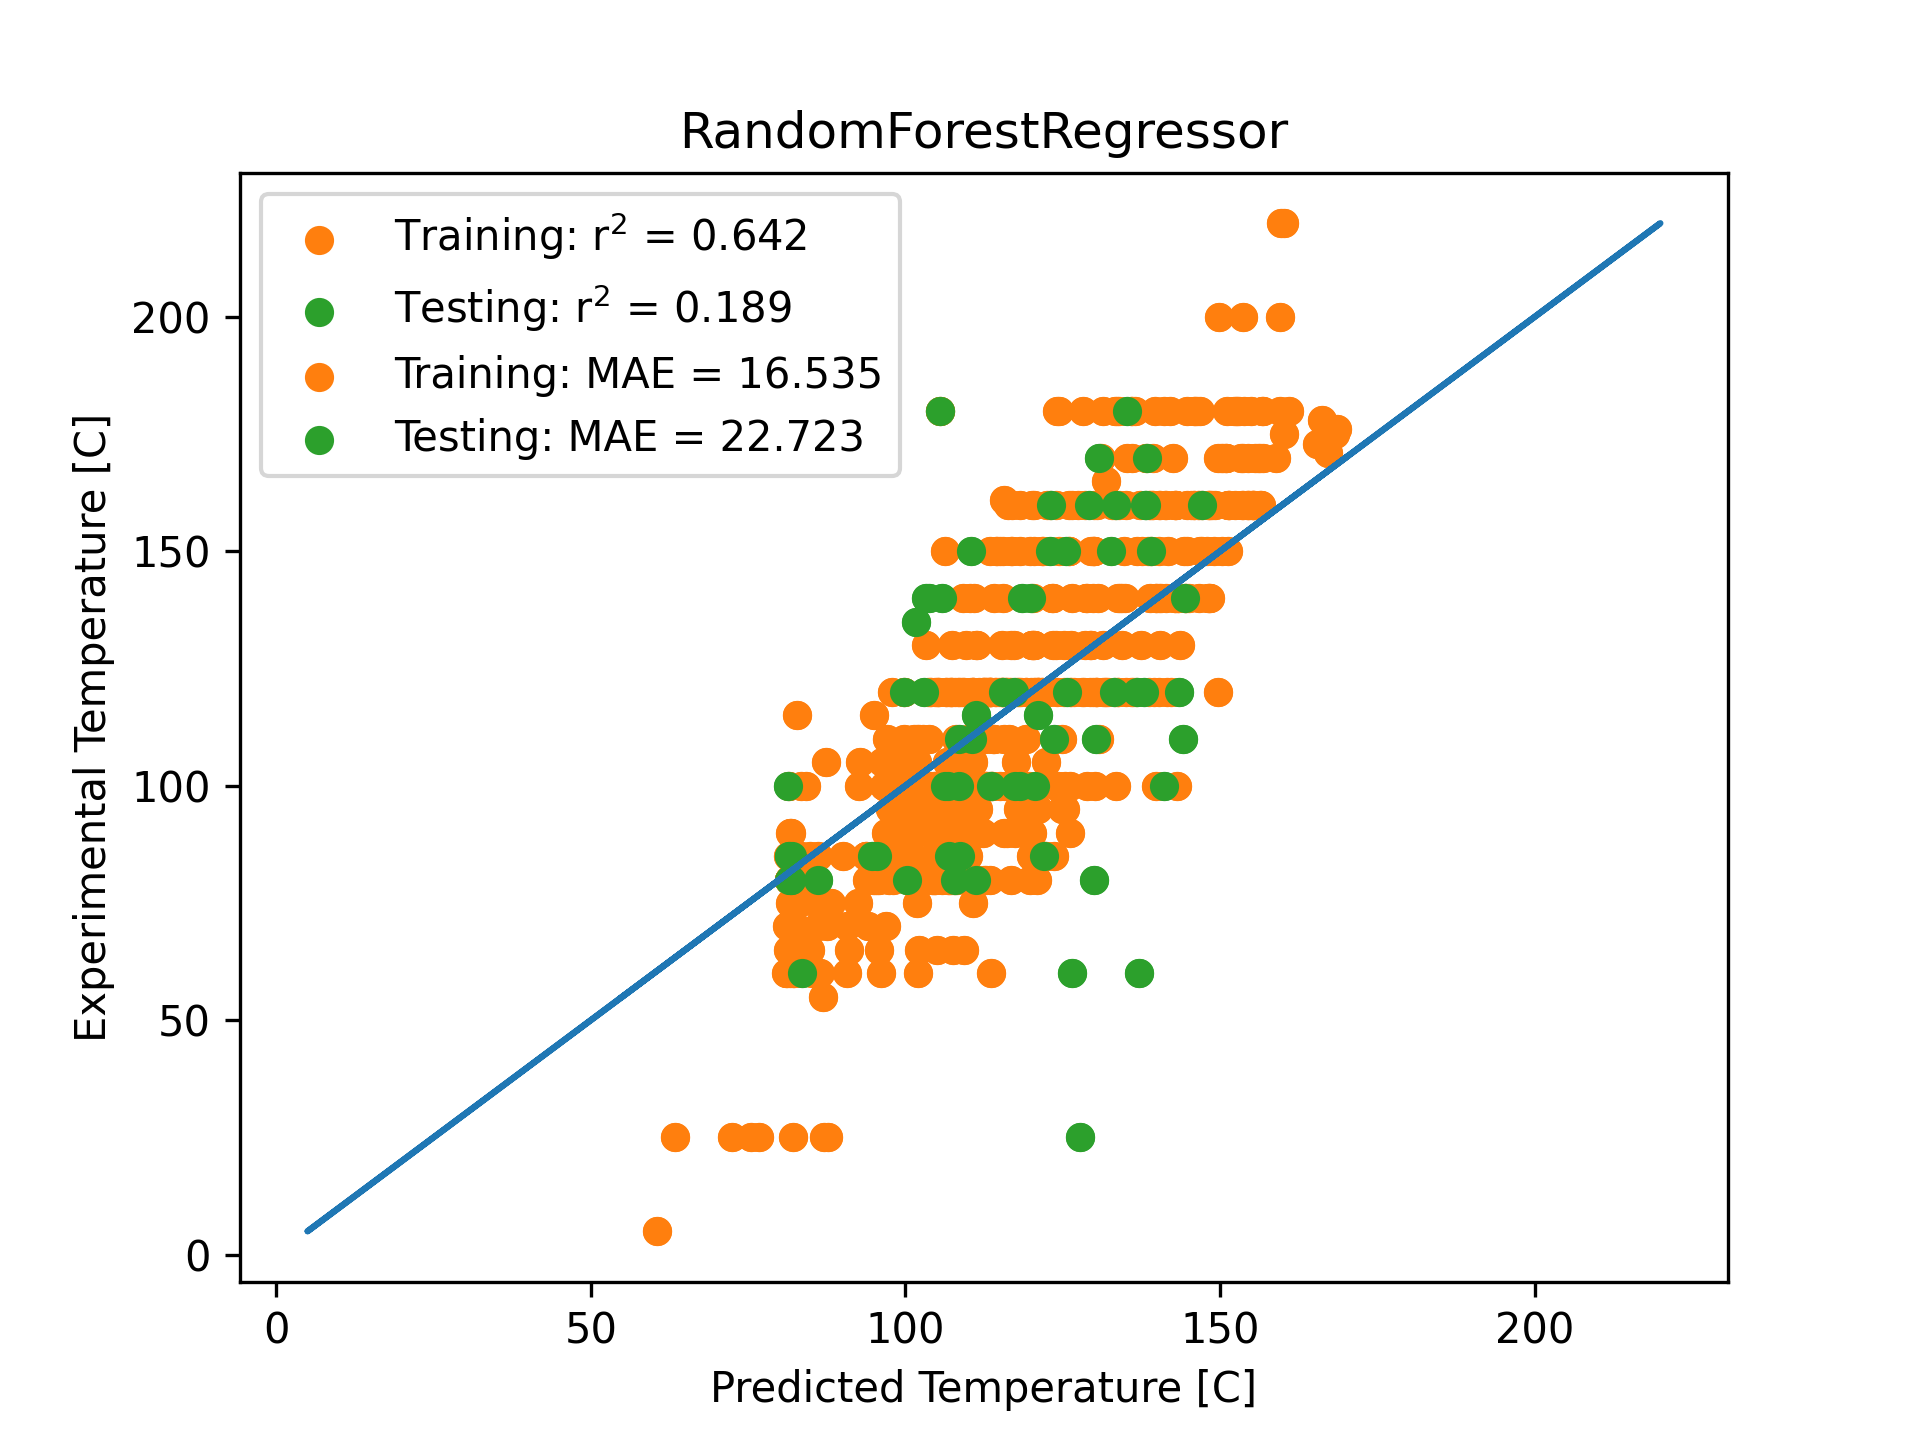 RandomForestRegressor
Training: r² = 0.642
Testing: r² = 0.189
Training: MAE = 16.535
Testing: MAE = 22.723
Experimental Temperature [C]
200
150
100
50
0
0 50 100 150 200
Predicted Temperature [C]